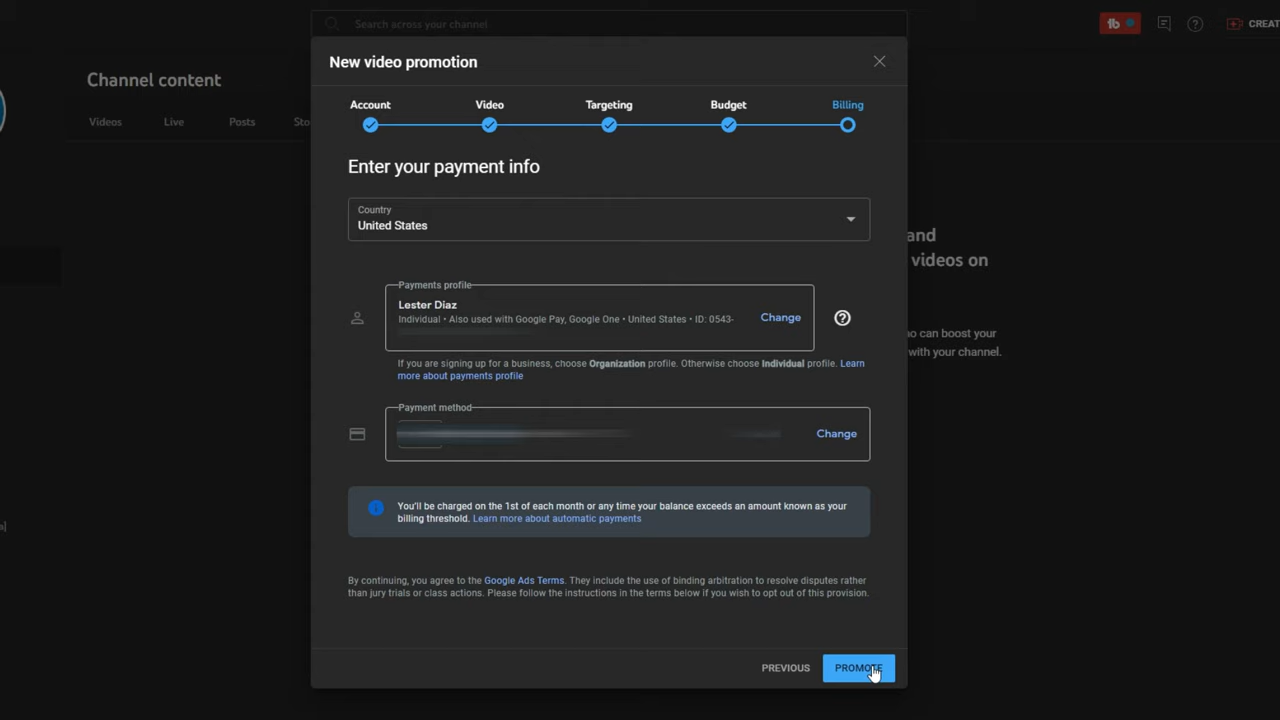 Search across your channel
CREAT
New video promotion
Channel content
Account Video Targeting Budget Billing
Videos Live Posts Sto
Enter your payment info
Country
United States
and
videos on
Payments profile
Lester Diaz
Individual • Also used with Google Pay, Google One • United States • ID: 0543-
Change
o can boost your
with your channel.
If you are signing up for a business, choose Organization profile. Otherwise choose Individual profile. Learn
more about payments profile
Payment method
Change
You'll be charged on the 1st of each month or any time your balance exceeds an amount known as your
billing threshold. Learn more about automatic payments
By continuing, you agree to the Google Ads Terms. They include the use of binding arbitration to resolve disputes rather
than jury trials or class actions. Please follow the instructions in the terms below if you wish to opt out of this provision.
PREVIOUS PROMOTE